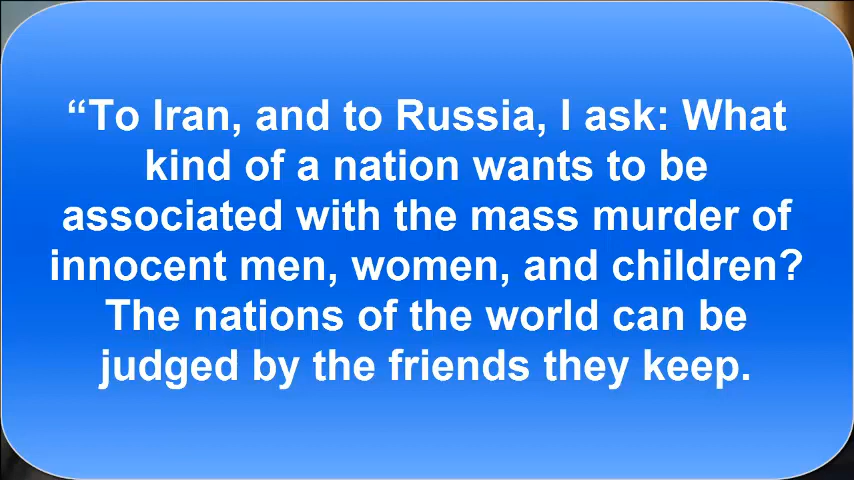 “To Iran, and to Russia, I ask: What
kind of a nation wants to be
associated with the mass murder of
innocent men, women, and children?
The nations of the world can be
judged by the friends they keep.